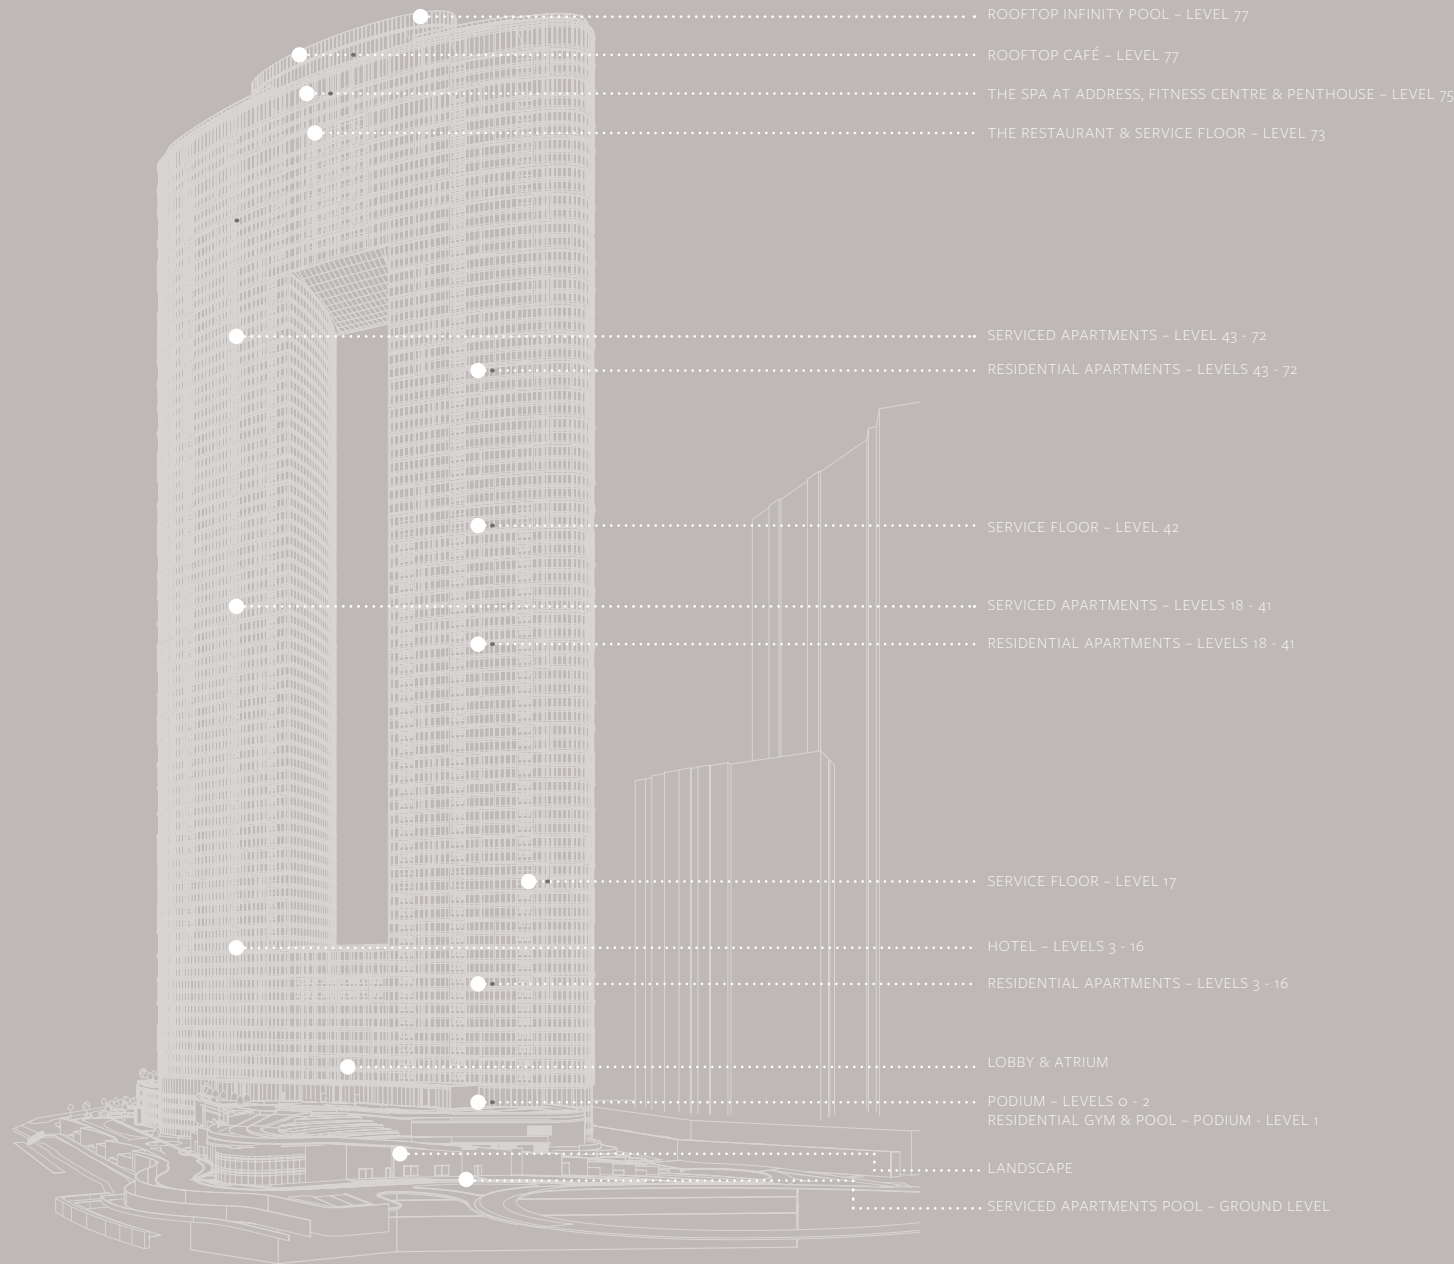 ROOFTOP INFINITY POOL – LEVEL 77
ROOFTOP CAFÉ – LEVEL 77
THE SPA AT ADDRESS, FITNESS CENTRE & PENTHOUSE – LEVEL 75
THE RESTAURANT & SERVICE FLOOR – LEVEL 73
SERVICED APARTMENTS – LEVEL 43 - 72
RESIDENTIAL APARTMENTS – LEVELS 43 - 72
SERVICE FLOOR – LEVEL 42
SERVICED APARTMENTS – LEVELS 18 - 41
RESIDENTIAL APARTMENTS – LEVELS 18 - 41
SERVICE FLOOR – LEVEL 17
HOTEL – LEVELS 3 - 16
RESIDENTIAL APARTMENTS – LEVELS 3 - 16
LOBBY & ATRIUM
PODIUM – LEVELS 0 - 2
RESIDENTIAL GYM & POOL – PODIUM - LEVEL 1
LANDSCAPE
SERVICED APARTMENTS POOL – GROUND LEVEL